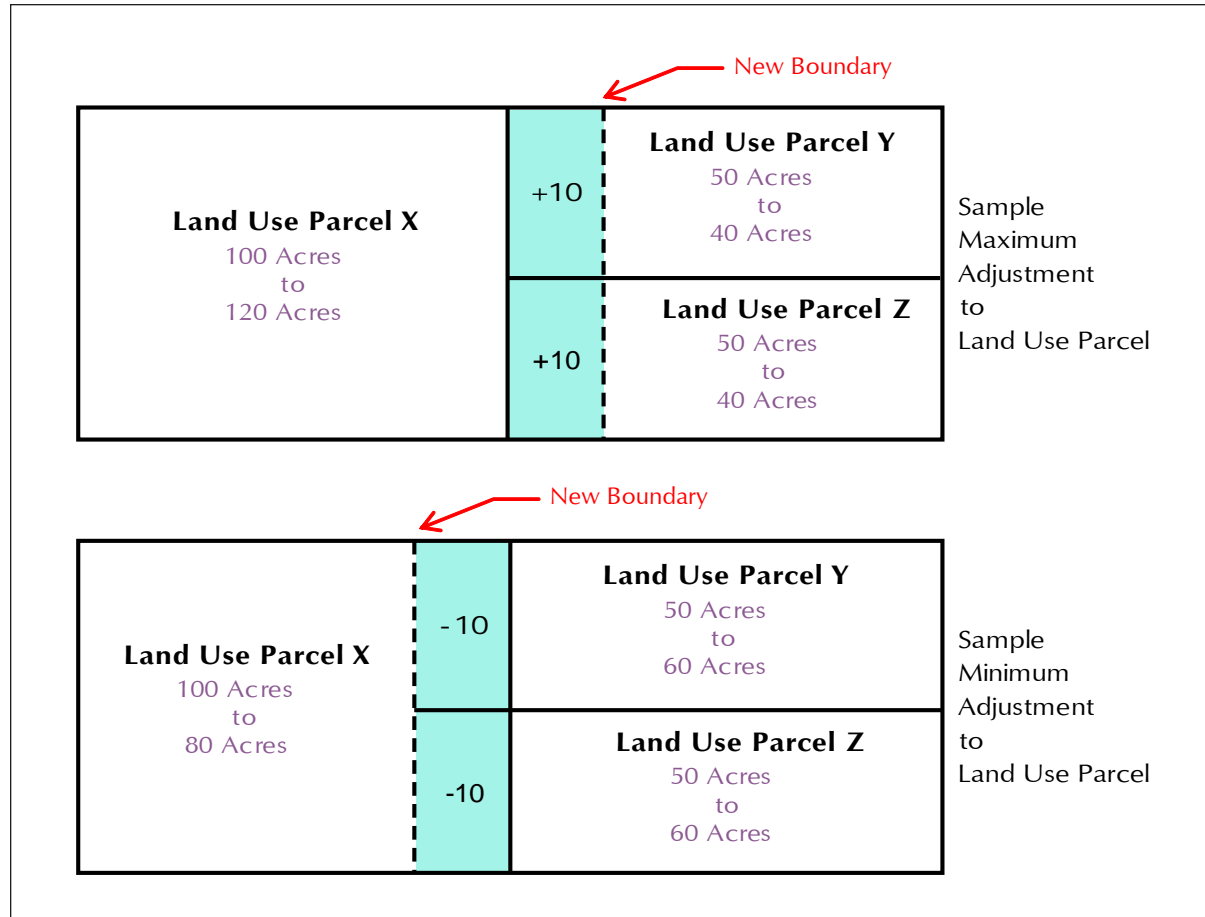 New Boundary
Land Use Parcel X
100 Acres
to
120 Acres
+10
+10
Land Use Parcel Y
50 Acres
to
40 Acres
Land Use Parcel Z
50 Acres
to
40 Acres
Sample
Maximum
Adjustment
to
Land Use Parcel
New Boundary
Land Use Parcel X
100 Acres
to
80 Acres
- 10
-10
Land Use Parcel Y
50 Acres
to
60 Acres
Land Use Parcel Z
50 Acres
to
60 Acres
Sample
Minimum
Adjustment
to
Land Use Parcel